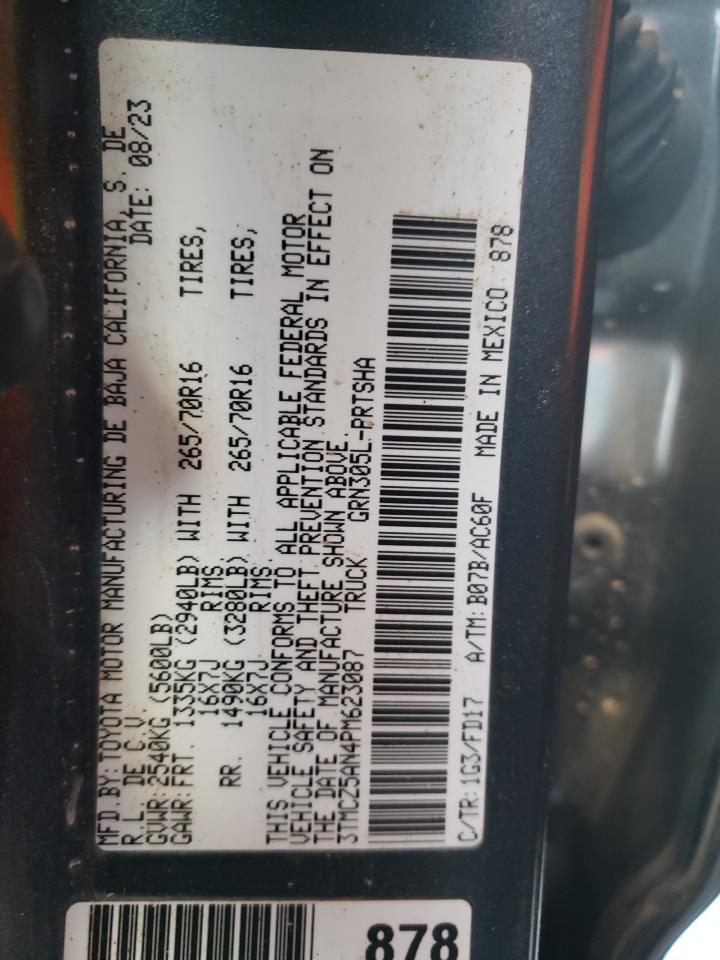 MFD.BY:TOYOTA MOTOR MANUFACTURING DE BAJA CALIFORNIA, S. DE
R.L. DE C.V. DATE: 08/23
GVWR:2540KG (5600LB)
GAWR:FRT. 1335KG (2940LB) WITH 265/70R16 TIRES,
16X7J RIMS
RR. 1490KG (3280LB) WITH 265/70R16 TIRES,
16X7J RIMS.
THIS VEHICLE CONFORMS TO ALL APPLICABLE FEDERAL MOTOR
VEHICLE SAFETY AND THEFT PREVENTION STANDARDS IN EFFECT ON
THE DATE OF MANUFACTURE SHOWN ABOVE.
3TMCZ5AN4PM623087 TRUCK GRN305L-PRTSHA
C/TR:1G3/FD17 A/TM:B07B/AC60F MADE IN MEXICO 878
878